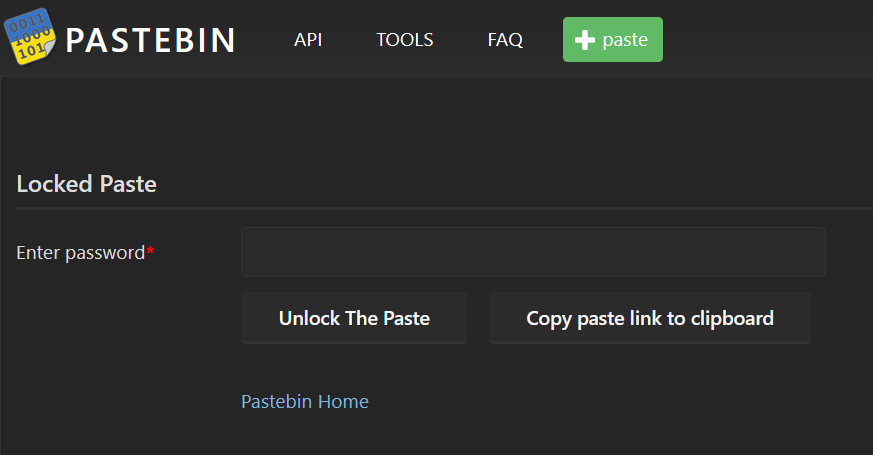 0011
1000
101
PASTEBIN API TOOLS FAQ paste
Locked Paste
Enter password*
Unlock The Paste Copy paste link to clipboard
Pastebin Home